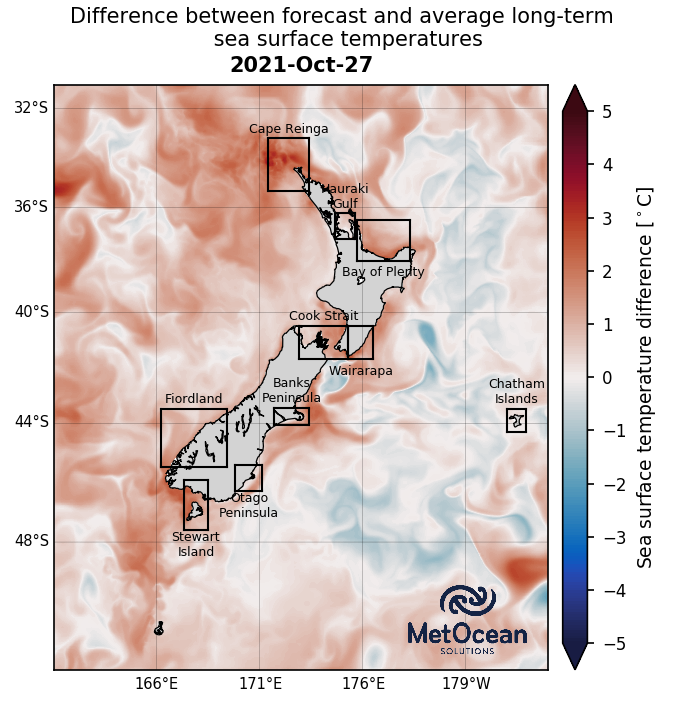 Difference between forecast and average long-term
sea surface temperatures
2021-Oct-27
32°S
36°S
40°S
44°S
48°S
166°E
171°E
176°E
179°W
Cape Reinga
Hauraki
Gulf
Bay of Plenty
Cook Strait
Wairarapa
Banks
Peninsula
Fiordland
Chatham
Islands
Otago
Peninsula
Stewart
Island
MetOcean
SOLUTIONS
5
4
3
2
1
0
−1
−2
−3
−4
−5
Sea surface temperature difference [°C]